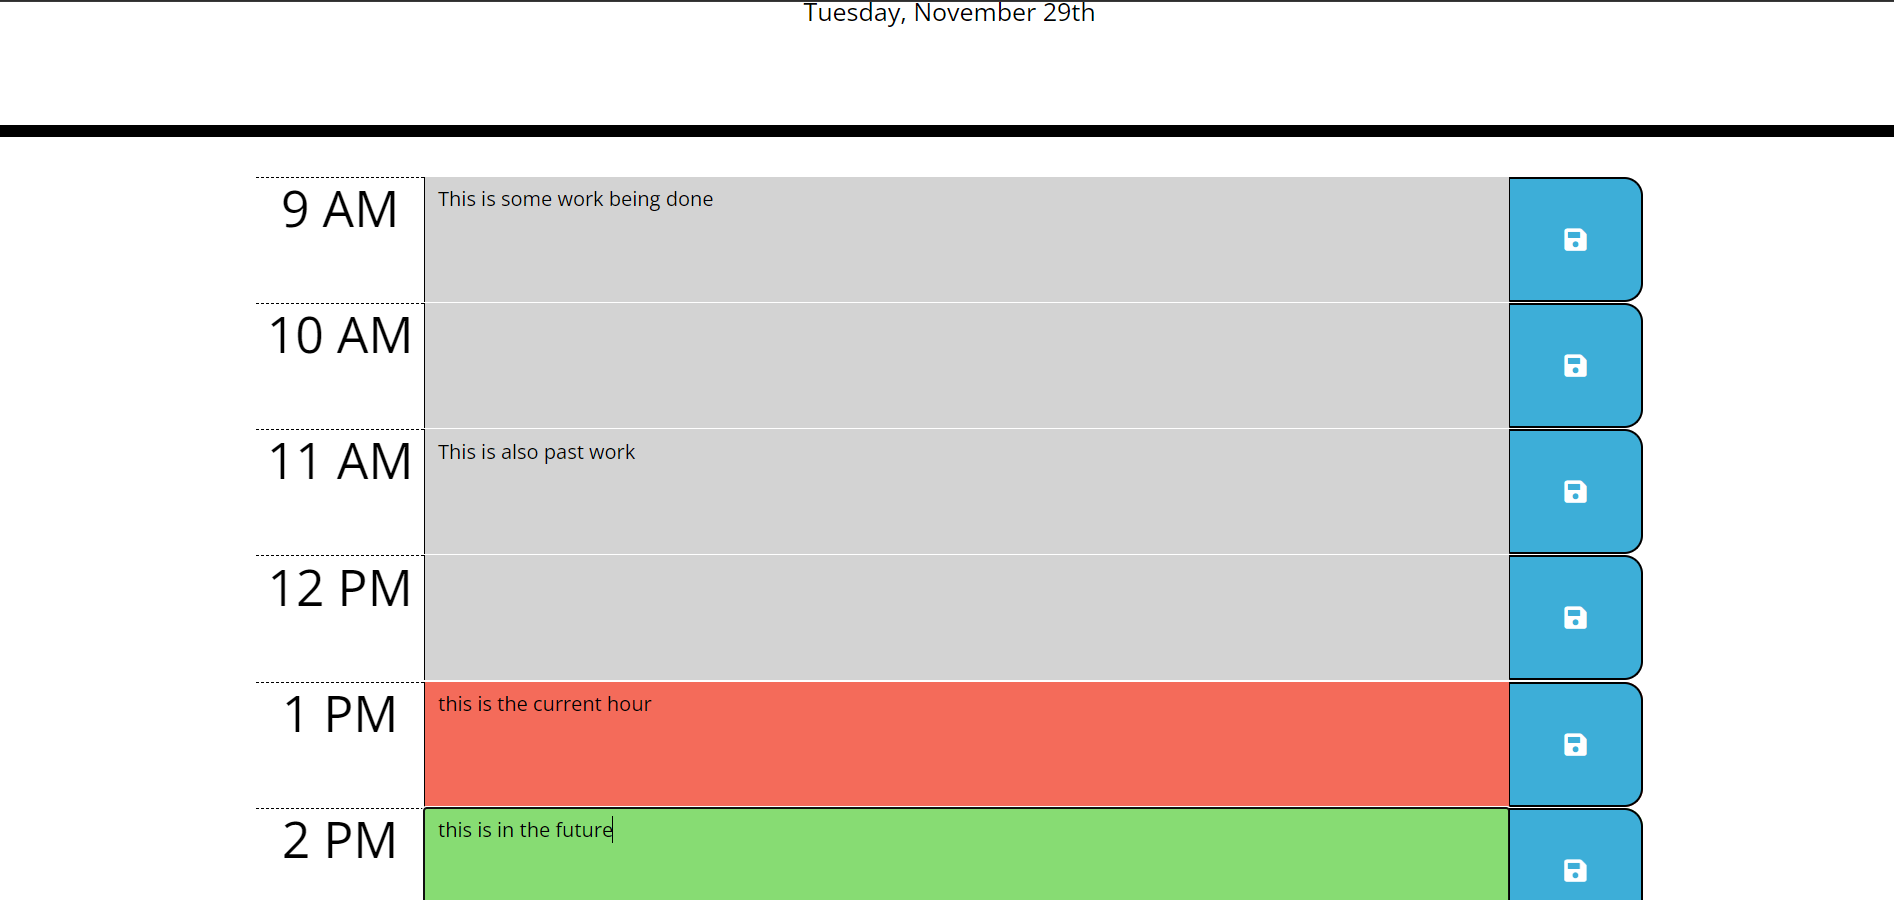 Tuesday, November 29th
9 AM
This is some work being done
10 AM
11 AM
This is also past work
12 PM
1 PM
this is the current hour
2 PM
this is in the future